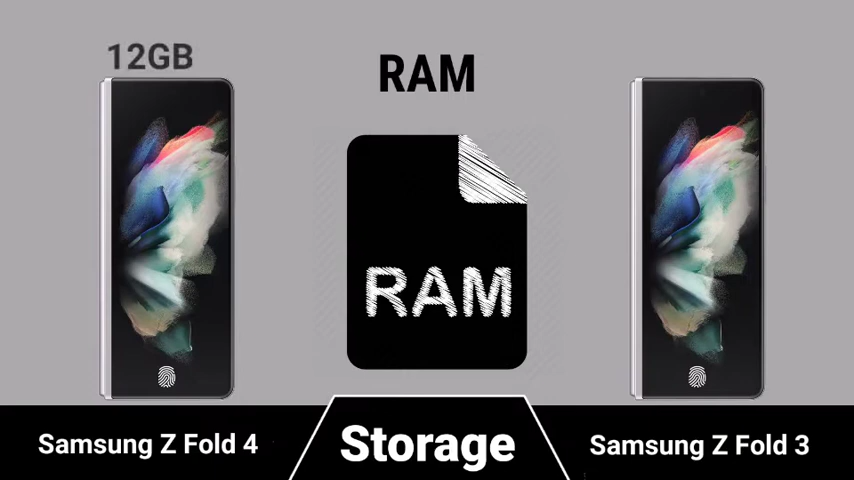 12GB
RAM
RAM
Samsung Z Fold 4
Storage
Samsung Z Fold 3